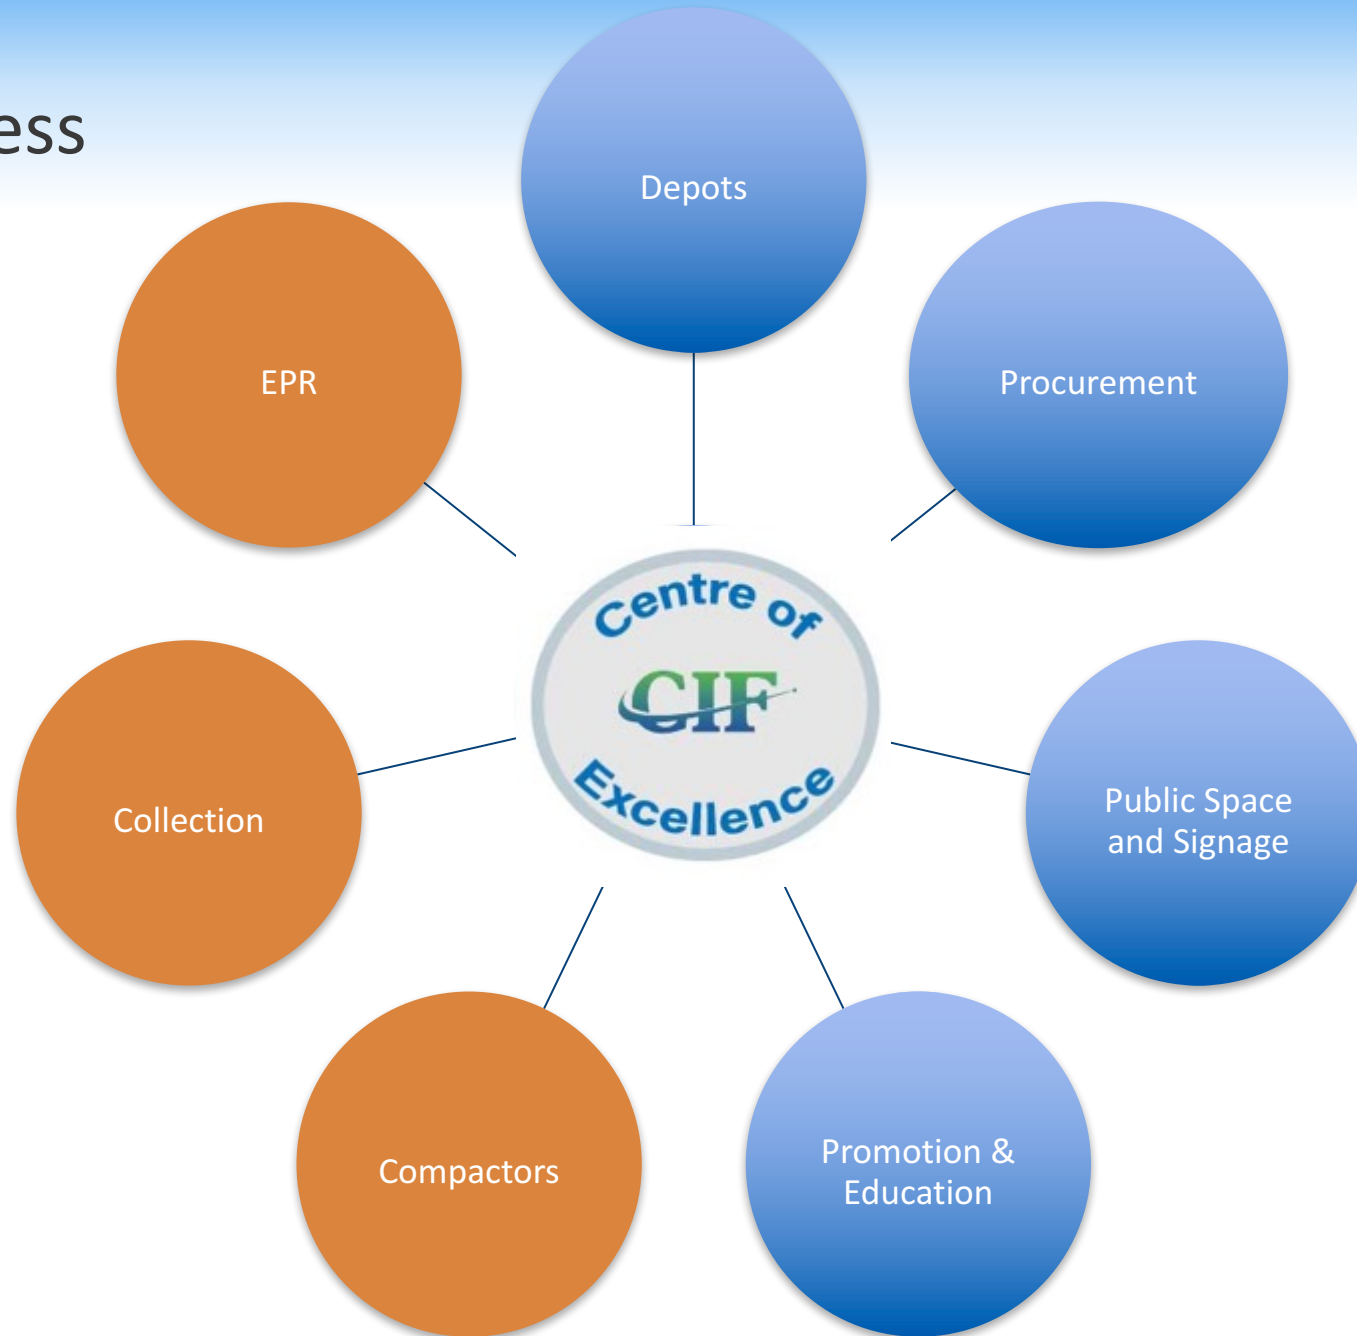 ess
Depots
EPR
Procurement
Centre of
CIF
Excellence
Collection
Public Space
and Signage
Compactors
Promotion &
Education